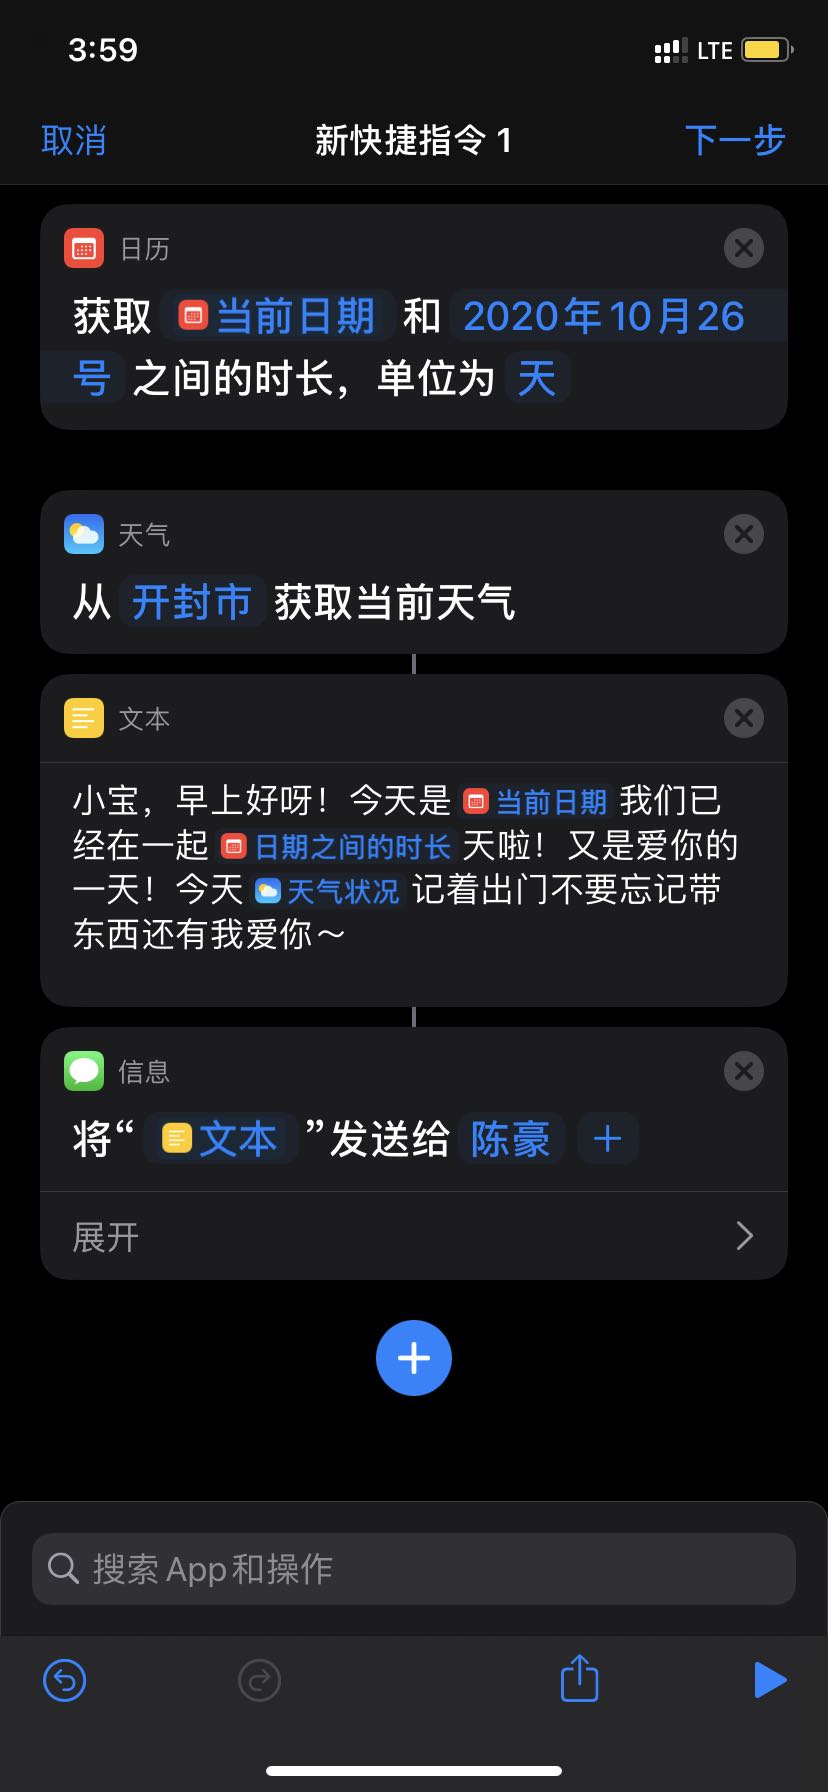 3:59 LTE
取消 新快捷指令 1 下一步
日历
获取 当前日期 和 2020年10月26
号 之间的时长，单位为 天
天气
从 开封市 获取当前天气
文本
小宝，早上好呀！今天是 当前日期 我们已
经在一起 日期之间的时长 天啦！又是爱你的
一天！今天 天气状况 记着出门不要忘记带
东西还有我爱你～
信息
将“ 文本 ”发送给 陈豪
展开
搜索 App 和操作